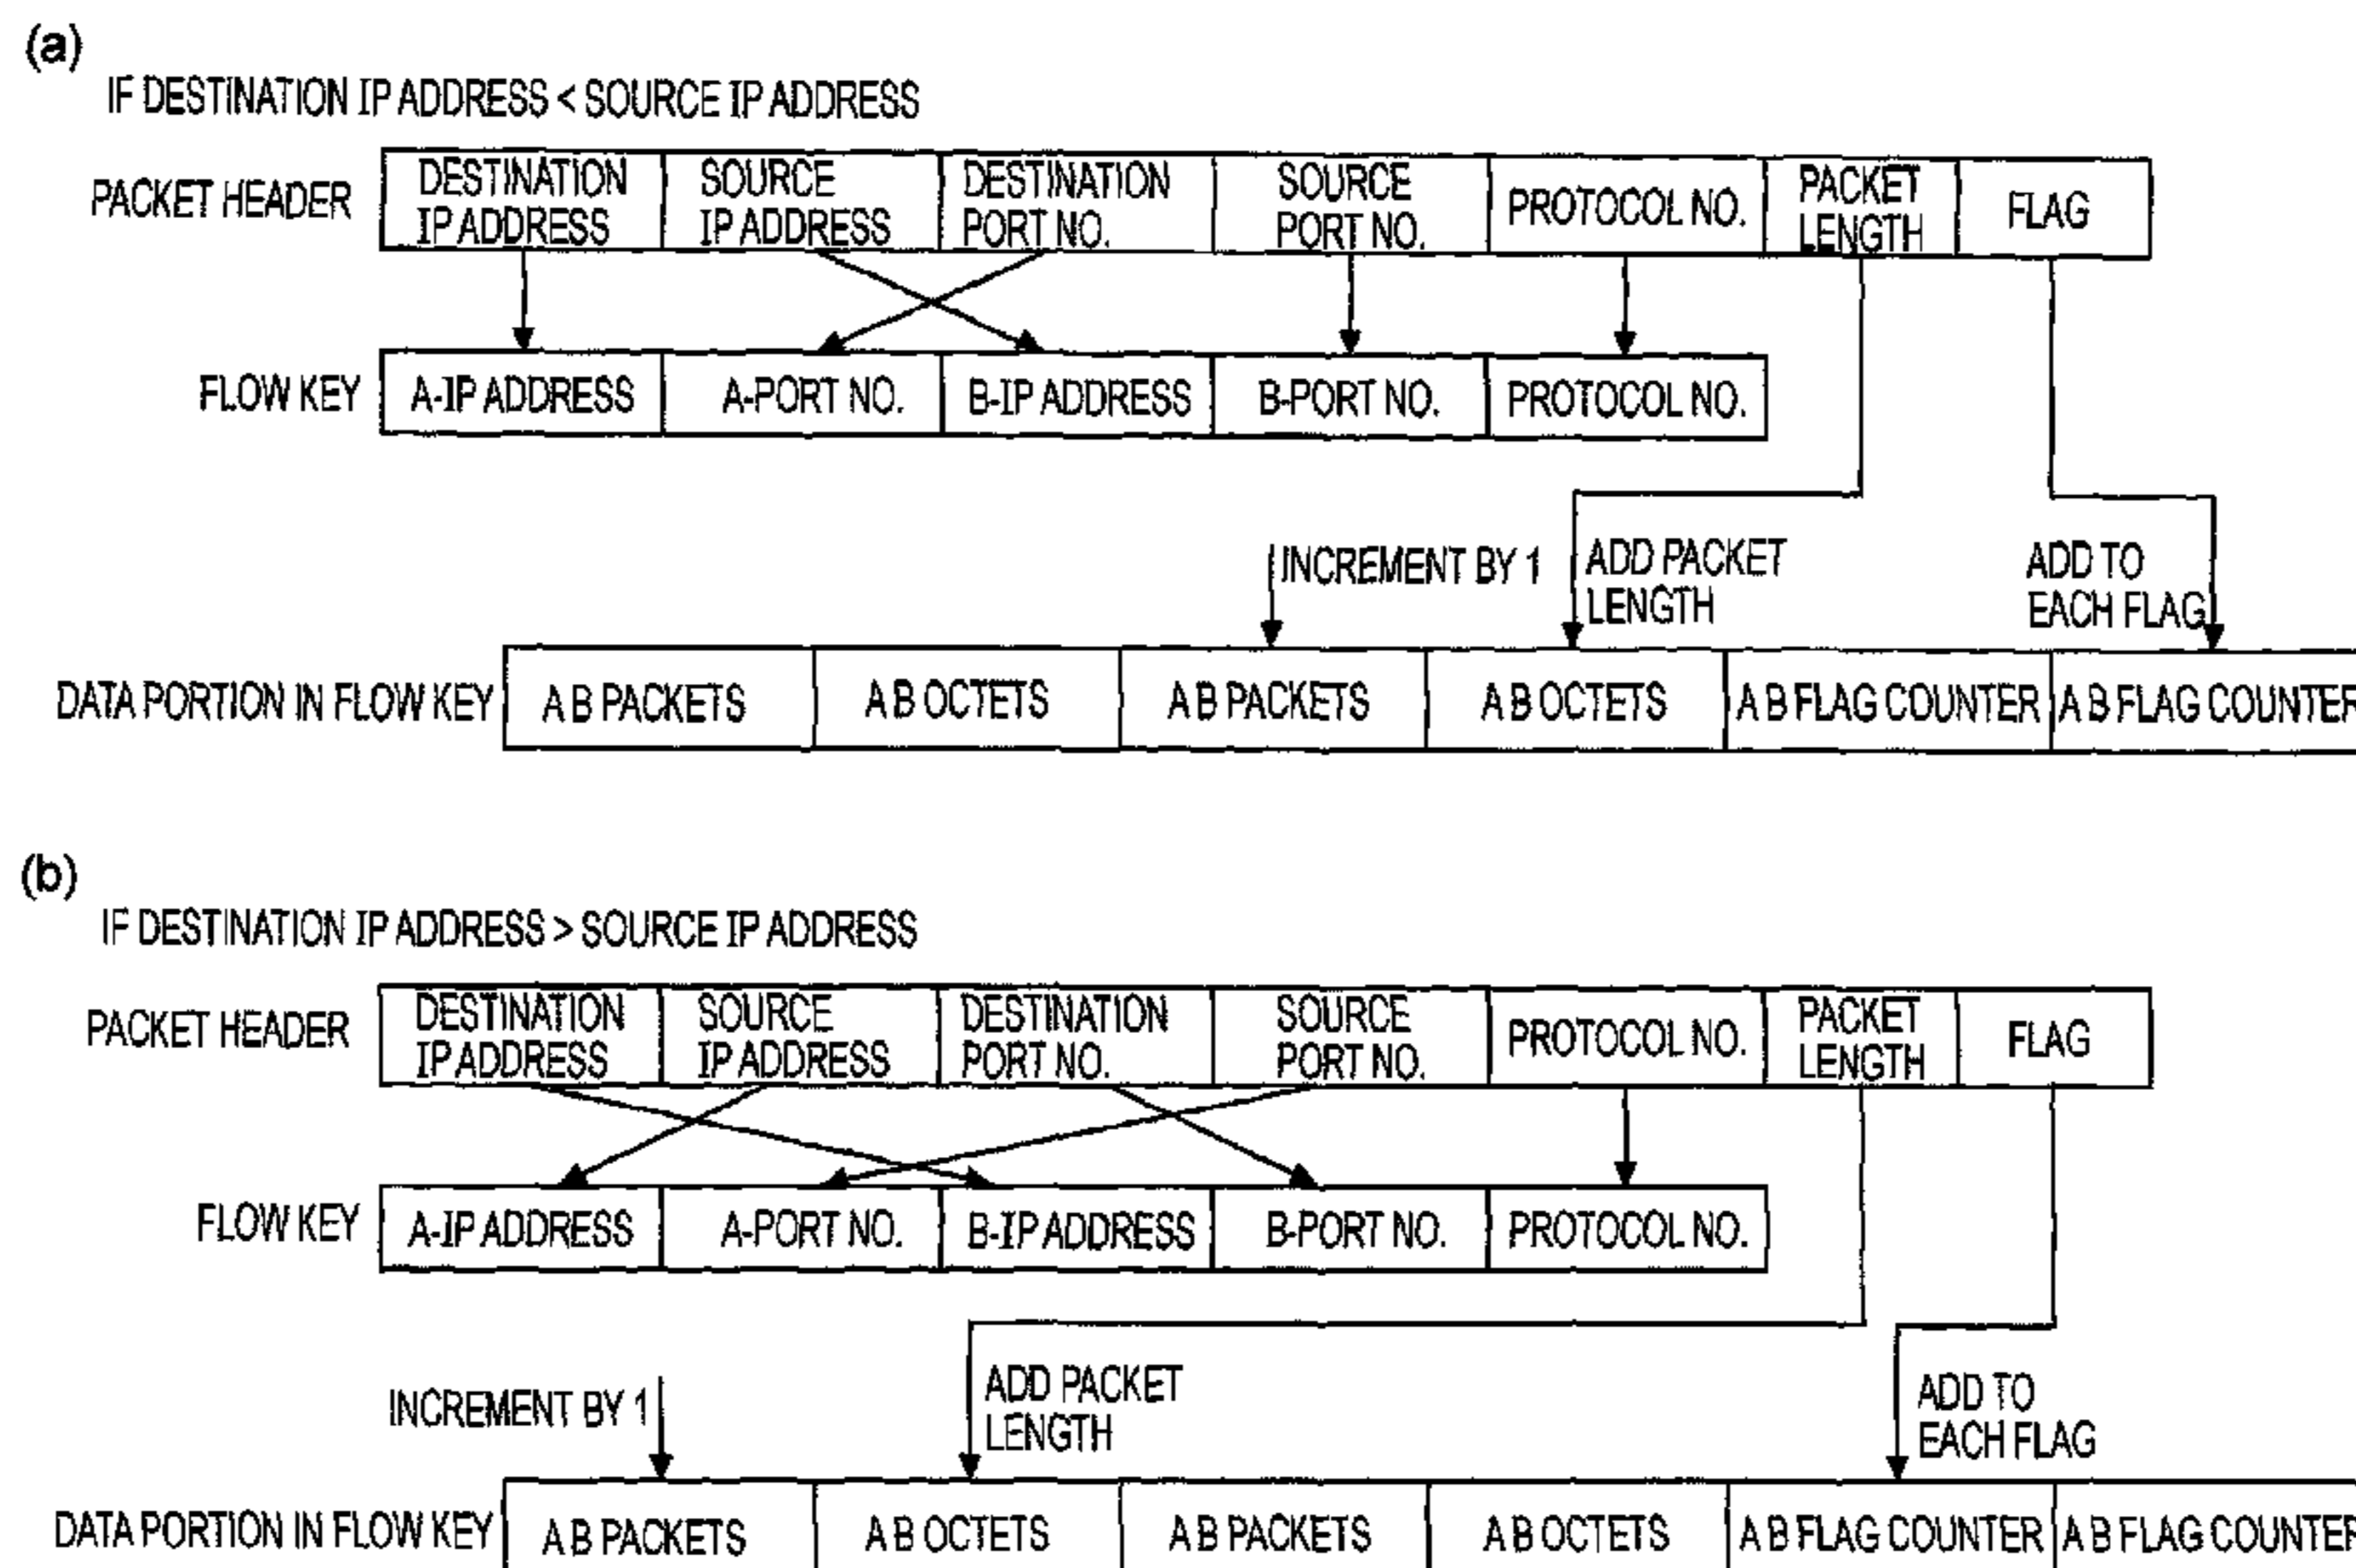 (a)
IF DESTINATION IP ADDRESS < SOURCE IP ADDRESS
PACKET HEADER
DESTINATION
IP ADDRESS
SOURCE
IP ADDRESS
DESTINATION
PORT NO.
SOURCE
PORT NO.
PROTOCOL NO.
PACKET
LENGTH
FLAG
FLOW KEY
A-IP ADDRESS
A-PORT NO.
B-IP ADDRESS
B-PORT NO.
PROTOCOL NO.
INCREMENT BY 1
ADD PACKET
LENGTH
ADD TO
EACH FLAG
DATA PORTION IN FLOW KEY
A B PACKETS
A B OCTETS
A B PACKETS
A B OCTETS
A B FLAG COUNTER
A B FLAG COUNTER
(b)
IF DESTINATION IP ADDRESS > SOURCE IP ADDRESS
PACKET HEADER
DESTINATION
IP ADDRESS
SOURCE
IP ADDRESS
DESTINATION
PORT NO.
SOURCE
PORT NO.
PROTOCOL NO.
PACKET
LENGTH
FLAG
FLOW KEY
A-IP ADDRESS
A-PORT NO.
B-IP ADDRESS
B-PORT NO.
PROTOCOL NO.
INCREMENT BY 1
ADD PACKET
LENGTH
ADD TO
EACH FLAG
DATA PORTION IN FLOW KEY
A B PACKETS
A B OCTETS
A B PACKETS
A B OCTETS
A B FLAG COUNTER
A B FLAG COUNTER